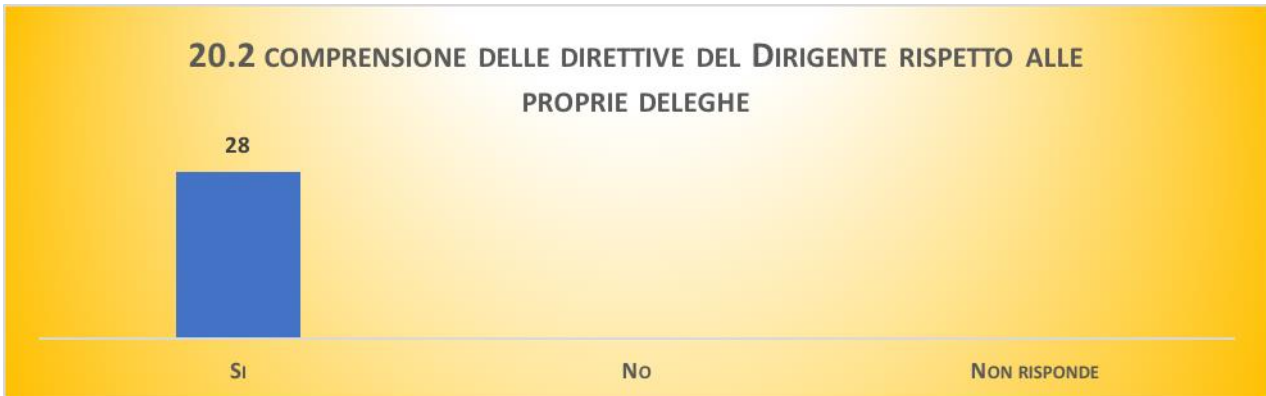 20.2 COMPRENSIONE DELLE DIRETTIVE DEL DIRIGENTE RISPETTO ALLE
PROPRIE DELEGHE
28
SI
NO
NON RISPONDE